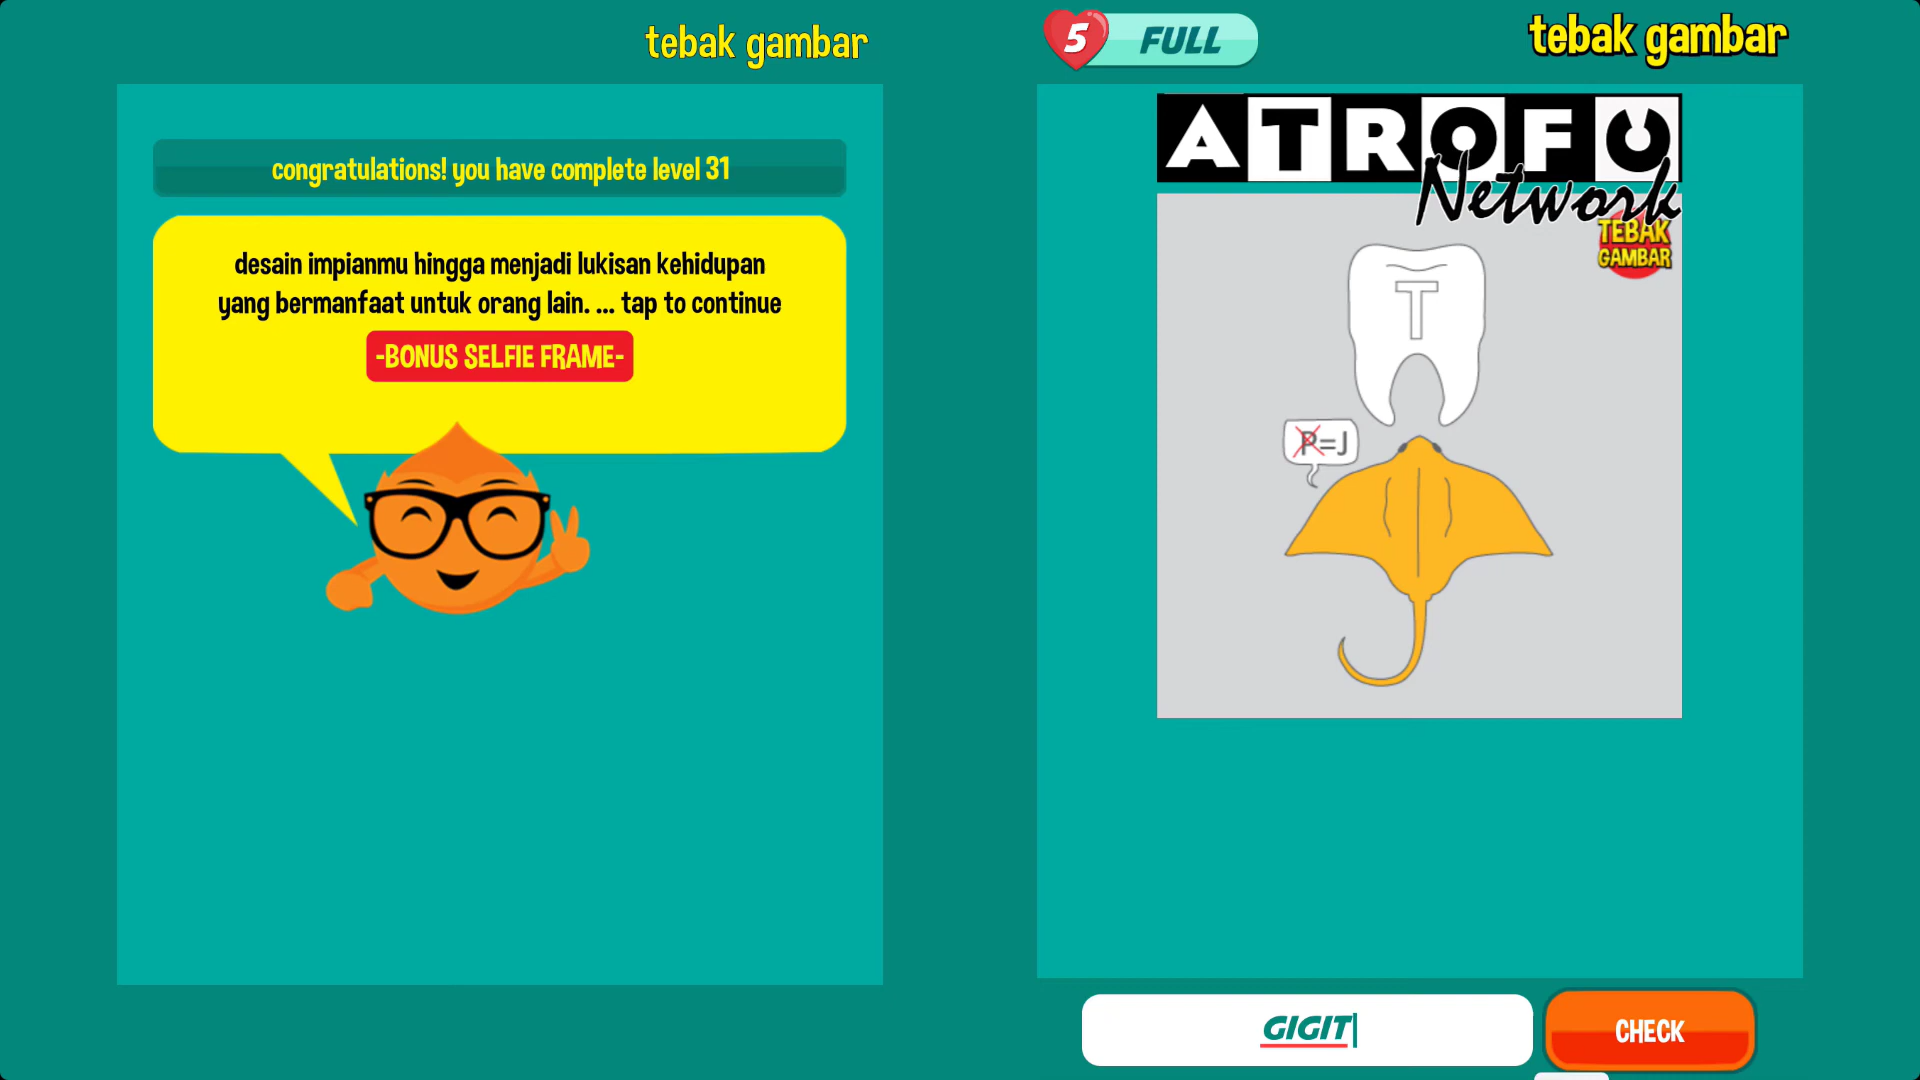 tebak gambar
congratulations! you have complete level 31
desain impianmu hingga menjadi lukisan kehidupan
yang bermanfaat untuk orang lain. ... tap to continue
-BONUS SELFIE FRAME-
5 FULL
tebak gambar
ATROFU
Network
TEBAK
GAMBAR
T
P=J
GIGIT
CHECK